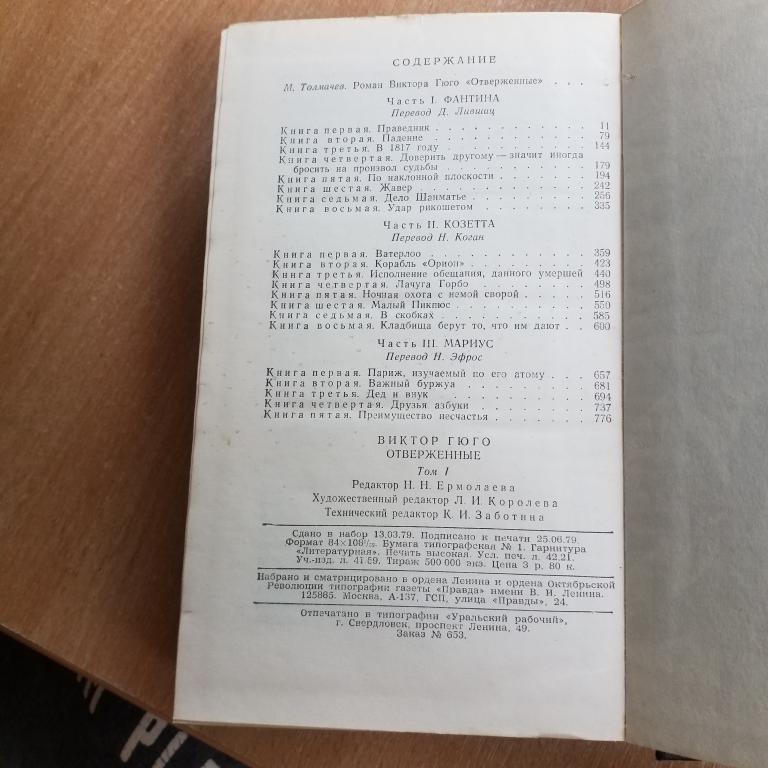 СОДЕРЖАНИЕ
М. Толмачев. Роман Виктора Гюго «Отверженные» . . .
Часть I. ФАНТИНА
Перевод Д. Лившиц
Книга первая. Праведник . . . . . . . . . . . 11
Книга вторая. Падение . . . . . . . . . . . 79
Книга третья. В 1817 году . . . . . . . . . . 144
Книга четвертая. Доверить другому — значит иногда
бросить на произвол судьбы . . . . . . . . . . 179
Книга пятая. По наклонной плоскости . . . . . . 194
Книга шестая. Жавер . . . . . . . . . . . . 242
Книга седьмая. Дело Шанматье . . . . . . . . 256
Книга восьмая. Удар рикошетом . . . . . . . . 335
Часть II. КОЗЕТТА
Перевод Н. Коган
Книга первая. Ватерлоо . . . . . . . . . . . 359
Книга вторая. Корабль «Орион» . . . . . . . . 423
Книга третья. Исполнение обещания, данного умершей 440
Книга четвертая. Лачуга Горбо . . . . . . . . 498
Книга пятая. Ночная охота с немой сворой . . . . 516
Книга шестая. Малый Пикпюс . . . . . . . . . 550
Книга седьмая. В скобках . . . . . . . . . . 585
Книга восьмая. Кладбища берут то, что им дают . . 600
Часть III. МАРИУС
Перевод Н. Эфрос
Книга первая. Париж, изучаемый по его атому . . . 657
Книга вторая. Важный буржуа . . . . . . . . . 681
Книга третья. Дед и внук . . . . . . . . . . 694
Книга четвертая. Друзья азбуки . . . . . . . . 737
Книга пятая. Преимущество несчастья . . . . . . 776
ВИКТОР ГЮГО
ОТВЕРЖЕННЫЕ
Том I
Редактор Н. Н. Ермолаева
Художественный редактор Л. И. Королева
Технический редактор К. И. Заботина
Сдано в набор 13.03.79. Подписано к печати 25.06.79.
Формат 84×108¹/₃₂. Бумага типографская № 1. Гарнитура
«Литературная». Печать высокая. Усл. печ. л. 42,21.
Уч.-изд. л. 41,59. Тираж 500 000 экз. Цена 3 р. 80 к.
Набрано и сматрицировано в ордена Ленина и ордена Октябрьской
Революции типографии газеты «Правда» имени В. И. Ленина.
125865. Москва, А-137, ГСП, улица «Правды», 24.
Отпечатано в типографии «Уральский рабочий»,
г. Свердловск, проспект Ленина, 49.
Заказ № 653.